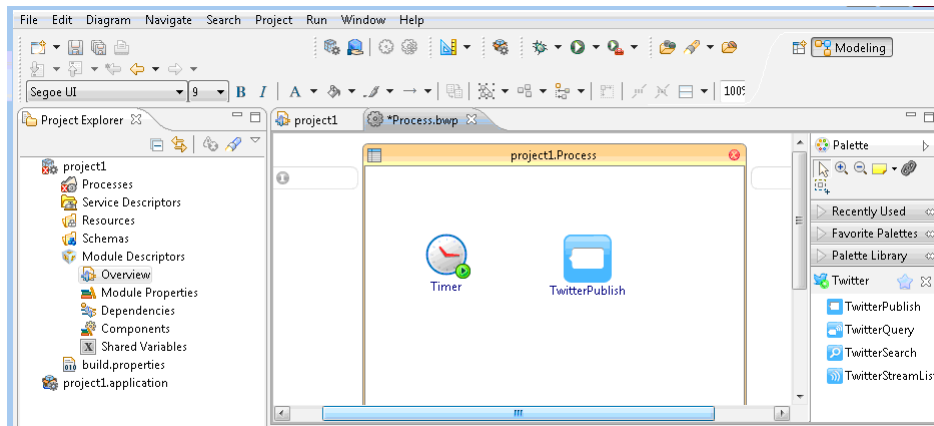 File Edit Diagram Navigate Search Project Run Window Help
Modeling
Segoe UI 9 B I A 100%
Project Explorer
project1
*Process.bwp
project1
Processes
Service Descriptors
Resources
Schemas
Module Descriptors
Overview
Module Properties
Dependencies
Components
X Shared Variables
010 build.properties
project1.application
project1.Process
Timer
TwitterPublish
Palette
Recently Used
Favorite Palettes
Palette Library
Twitter
TwitterPublish
TwitterQuery
TwitterSearch
TwitterStreamLis